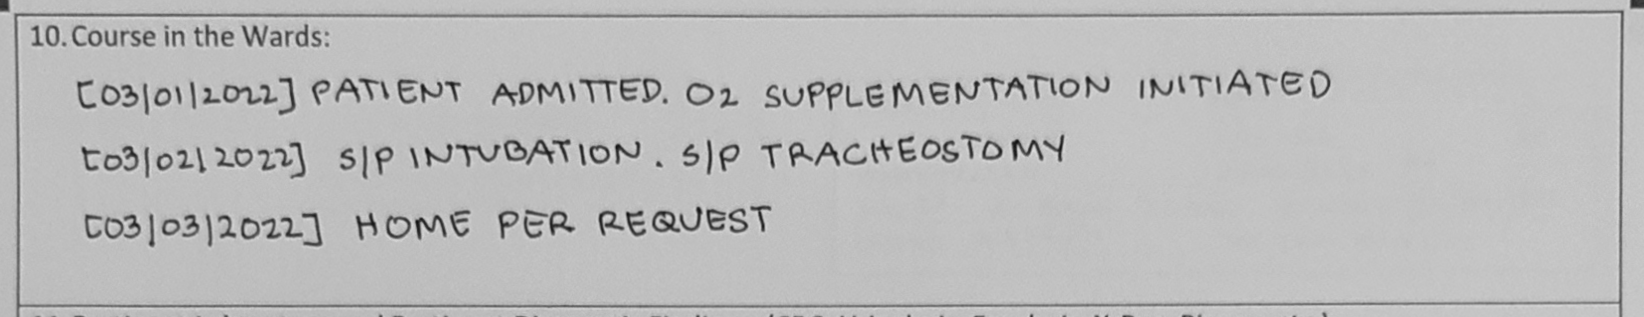 10. Course in the Wards:
[03/01/2022] PATIENT ADMITTED. O2 SUPPLEMENTATION INITIATED
[03/02/2022] S/P INTUBATION. S/P TRACHEOSTOMY
[03/03/2022] HOME PER REQUEST